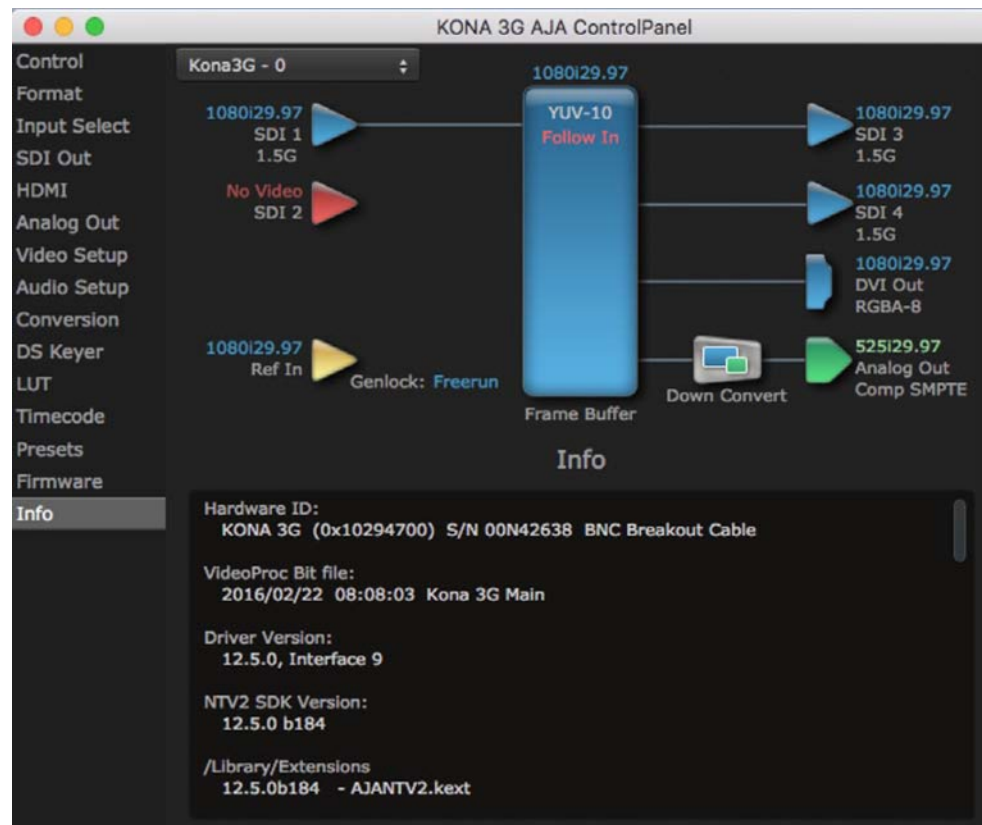 KONA 3G AJA ControlPanel
Control
Format
Input Select
SDI Out
HDMI
Analog Out
Video Setup
Audio Setup
Conversion
DS Keyer
LUT
Timecode
Presets
Firmware
Info
Kona3G - 0
1080i29.97
SDI 1
1.5G
No Video
SDI 2
1080i29.97
Ref In
Genlock: Freerun
1080i29.97
YUV-10
Follow In
Frame Buffer
Down Convert
1080i29.97
SDI 3
1.5G
1080i29.97
SDI 4
1.5G
1080i29.97
DVI Out
RGBA-8
525i29.97
Analog Out
Comp SMPTE
Info
Hardware ID:
KONA 3G (0x10294700) S/N 00N42638 BNC Breakout Cable
VideoProc Bit file:
2016/02/22 08:08:03 Kona 3G Main
Driver Version:
12.5.0, Interface 9
NTV2 SDK Version:
12.5.0 b184
/Library/Extensions
12.5.0b184 - AJANTV2.kext